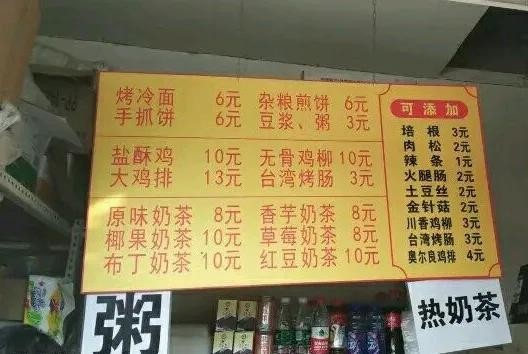 烤冷面 6元 杂粮煎饼 6元
手抓饼 6元 豆浆、粥 3元
盐酥鸡 10元 无骨鸡柳 10元
大鸡排 13元 台湾烤肠 3元
原味奶茶 8元 香芋奶茶 8元
椰果奶茶 10元 草莓奶茶 8元
布丁奶茶 10元 红豆奶茶 10元
可添加
培根 3元
肉松 2元
辣条 1元
火腿肠 2元
土豆丝 2元
金针菇 2元
川香鸡柳 3元
台湾烤肠 3元
奥尔良鸡排 4元
粥
热奶茶